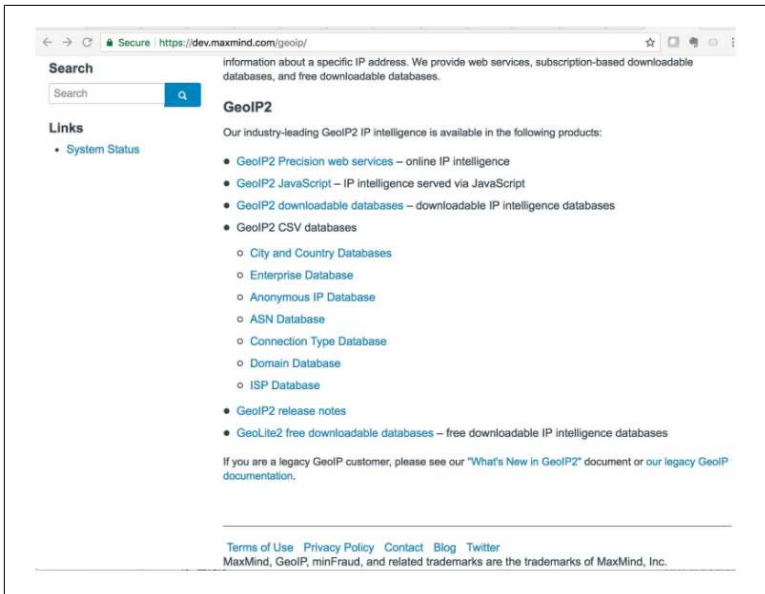 Secure https://dev.maxmind.com/geoip/
Search
Search
Links
• System Status
information about a specific IP address. We provide web services, subscription-based downloadable
databases, and free downloadable databases.
GeoIP2
Our industry-leading GeoIP2 IP intelligence is available in the following products:
• GeoIP2 Precision web services – online IP intelligence
• GeoIP2 JavaScript – IP intelligence served via JavaScript
• GeoIP2 downloadable databases – downloadable IP intelligence databases
• GeoIP2 CSV databases
○ City and Country Databases
○ Enterprise Database
○ Anonymous IP Database
○ ASN Database
○ Connection Type Database
○ Domain Database
○ ISP Database
• GeoIP2 release notes
• GeoLite2 free downloadable databases – free downloadable IP intelligence databases
If you are a legacy GeoIP customer, please see our "What's New in GeoIP2" document or our legacy GeoIP
documentation.
Terms of Use Privacy Policy Contact Blog Twitter
MaxMind, GeoIP, minFraud, and related trademarks are the trademarks of MaxMind, Inc.